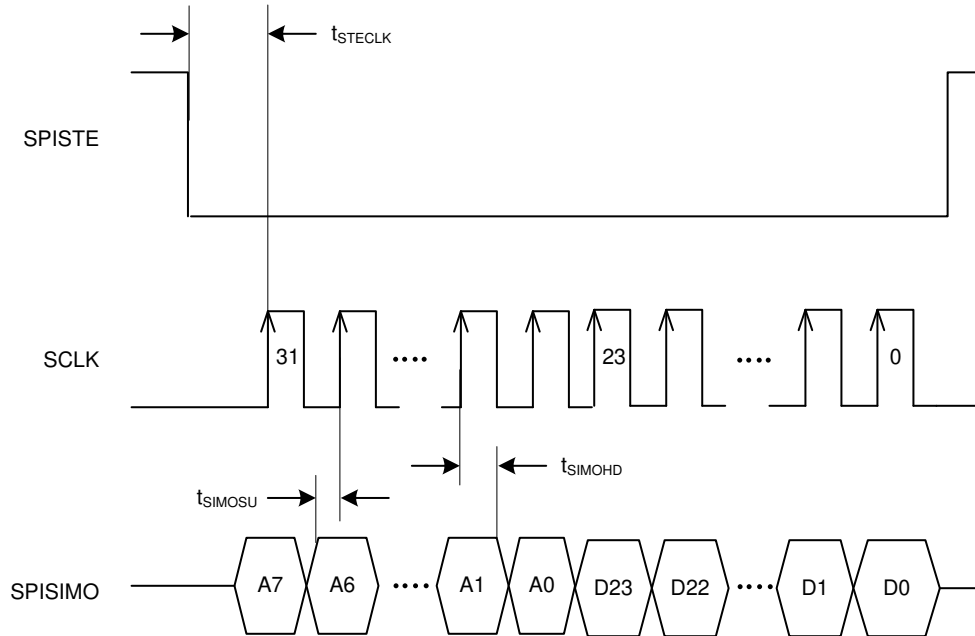 tSTECLK
SPISTE
SCLK
31
23
0
tSIMOSU
tSIMOHD
SPISIMO
A7 A6 A1 A0 D23 D22 D1 D0